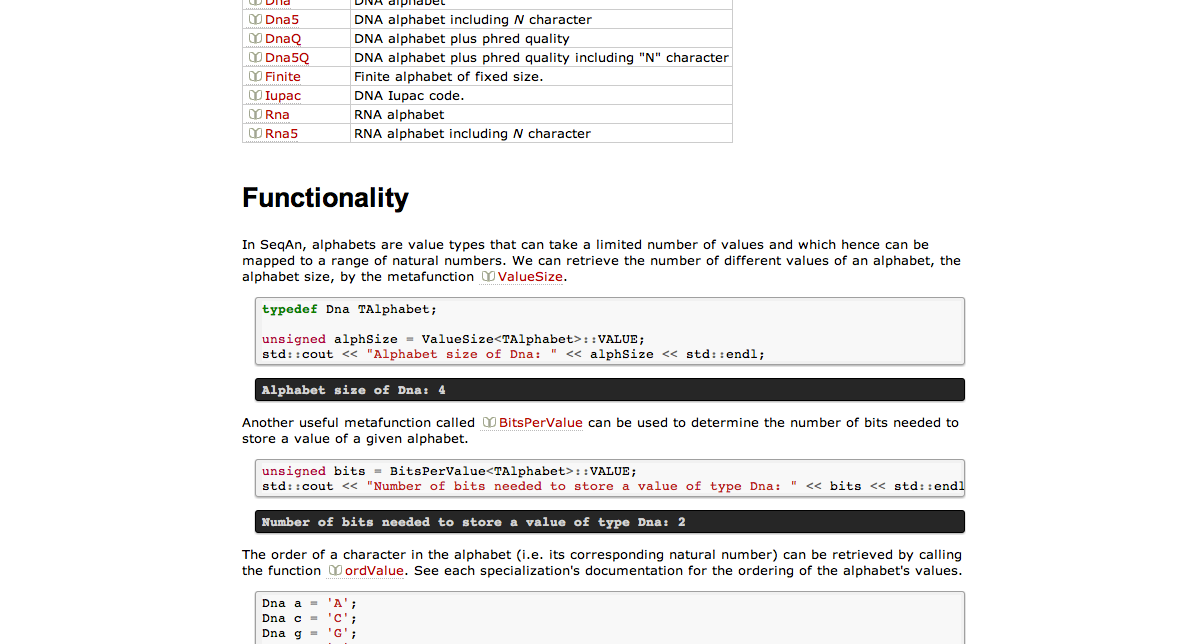 Dna DNA alphabet
Dna5 DNA alphabet including N character
DnaQ DNA alphabet plus phred quality
Dna5Q DNA alphabet plus phred quality including "N" character
Finite Finite alphabet of fixed size.
Iupac DNA Iupac code.
Rna RNA alphabet
Rna5 RNA alphabet including N character
Functionality
In SeqAn, alphabets are value types that can take a limited number of values and which hence can be
mapped to a range of natural numbers. We can retrieve the number of different values of an alphabet, the
alphabet size, by the metafunction ValueSize.
typedef Dna TAlphabet;
unsigned alphSize = ValueSize<TAlphabet>::VALUE;
std::cout << "Alphabet size of Dna: " << alphSize << std::endl;
Alphabet size of Dna: 4
Another useful metafunction called BitsPerValue can be used to determine the number of bits needed to
store a value of a given alphabet.
unsigned bits = BitsPerValue<TAlphabet>::VALUE;
std::cout << "Number of bits needed to store a value of type Dna: " << bits << std::endl
Number of bits needed to store a value of type Dna: 2
The order of a character in the alphabet (i.e. its corresponding natural number) can be retrieved by calling
the function ordValue. See each specialization's documentation for the ordering of the alphabet's values.
Dna a = 'A';
Dna c = 'C';
Dna g = 'G';